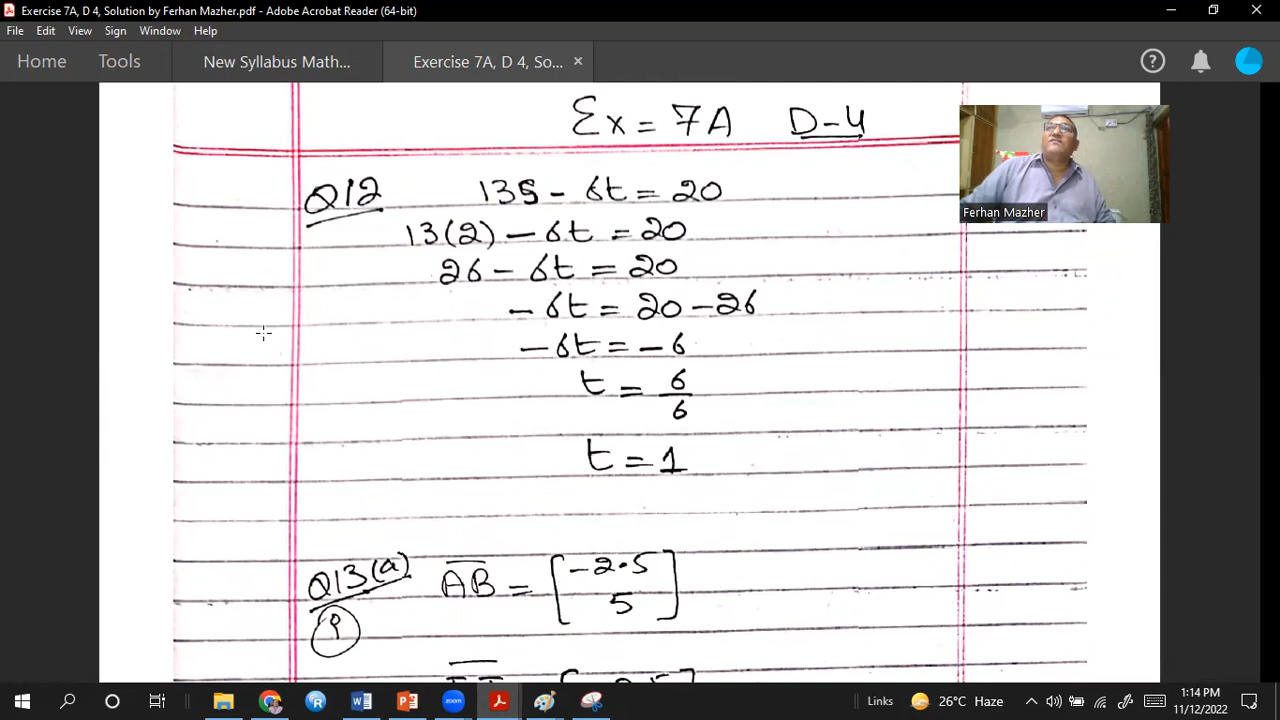 Exercise 7A, D 4, Solution by Ferhan Mazher.pdf - Adobe Acrobat Reader (64-bit)
File Edit View Sign Window Help
Home Tools New Syllabus Math... Exercise 7A, D 4, So...
Ex = 7A D-4
Ferhan Mazher
Q12 13s - 6t = 20
13(2) - 6t = 20
26 - 6t = 20
- 6t = 20 - 26
- 6t = - 6
t = 6/6
t = 1
Q13(a) AB = [-2.5
5]
Links 26°C Haze 1:14 PM
11/12/2022